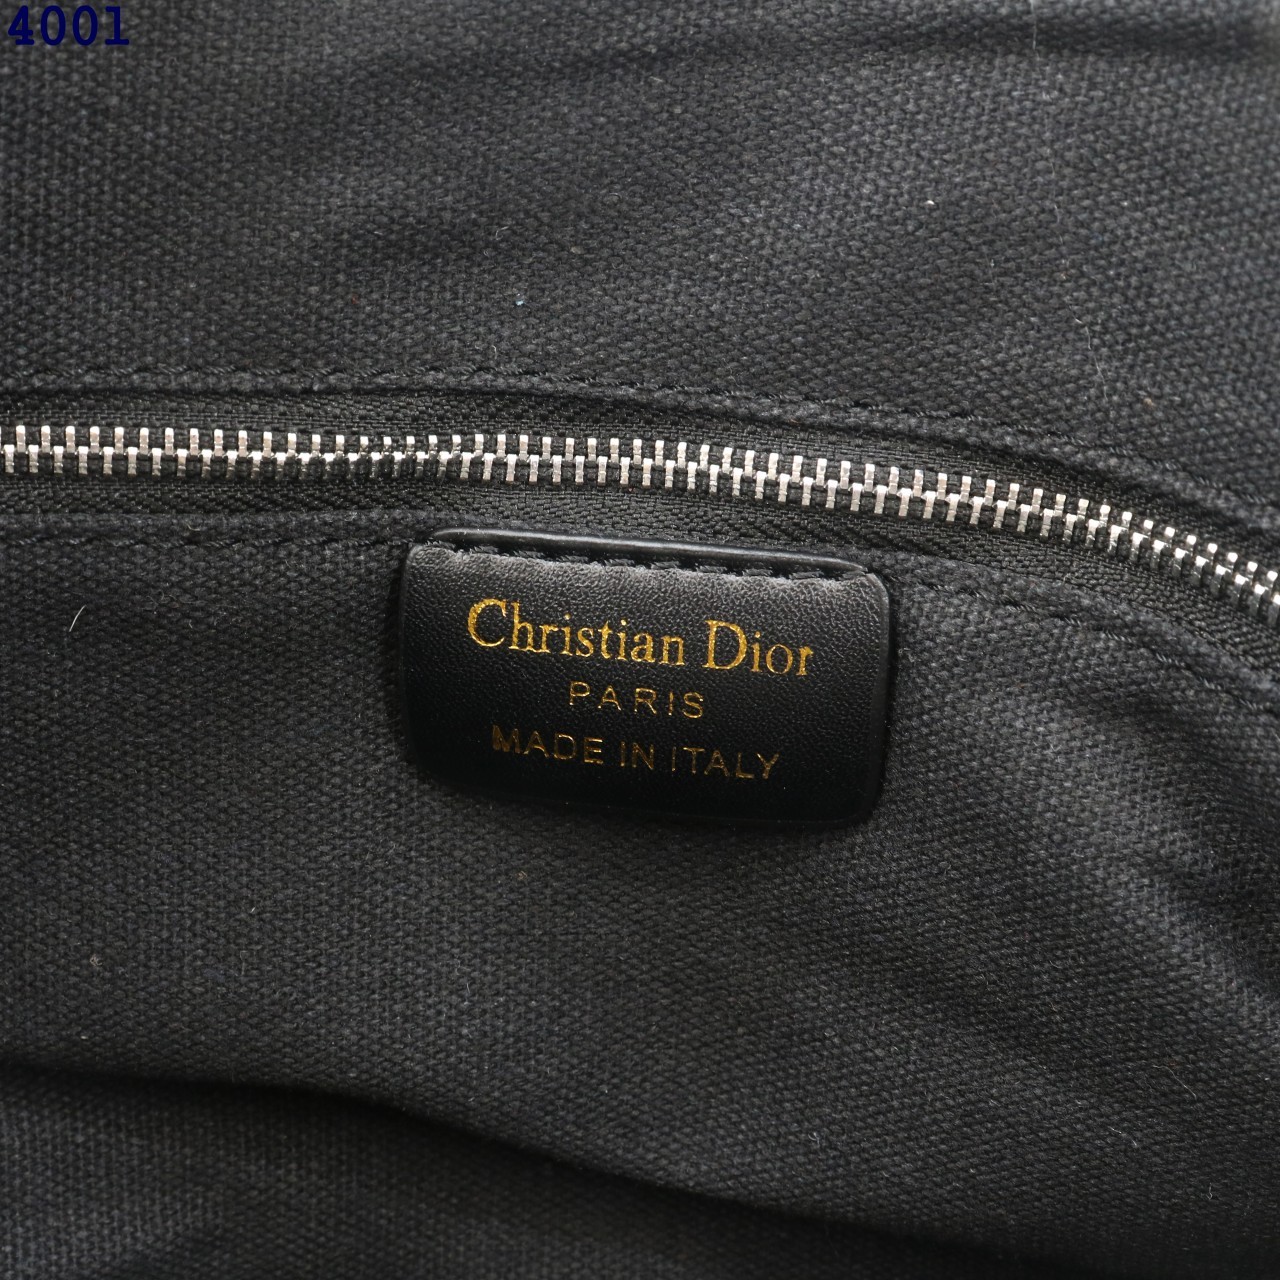 4001
Christian Dior
PARIS
MADE IN ITALY